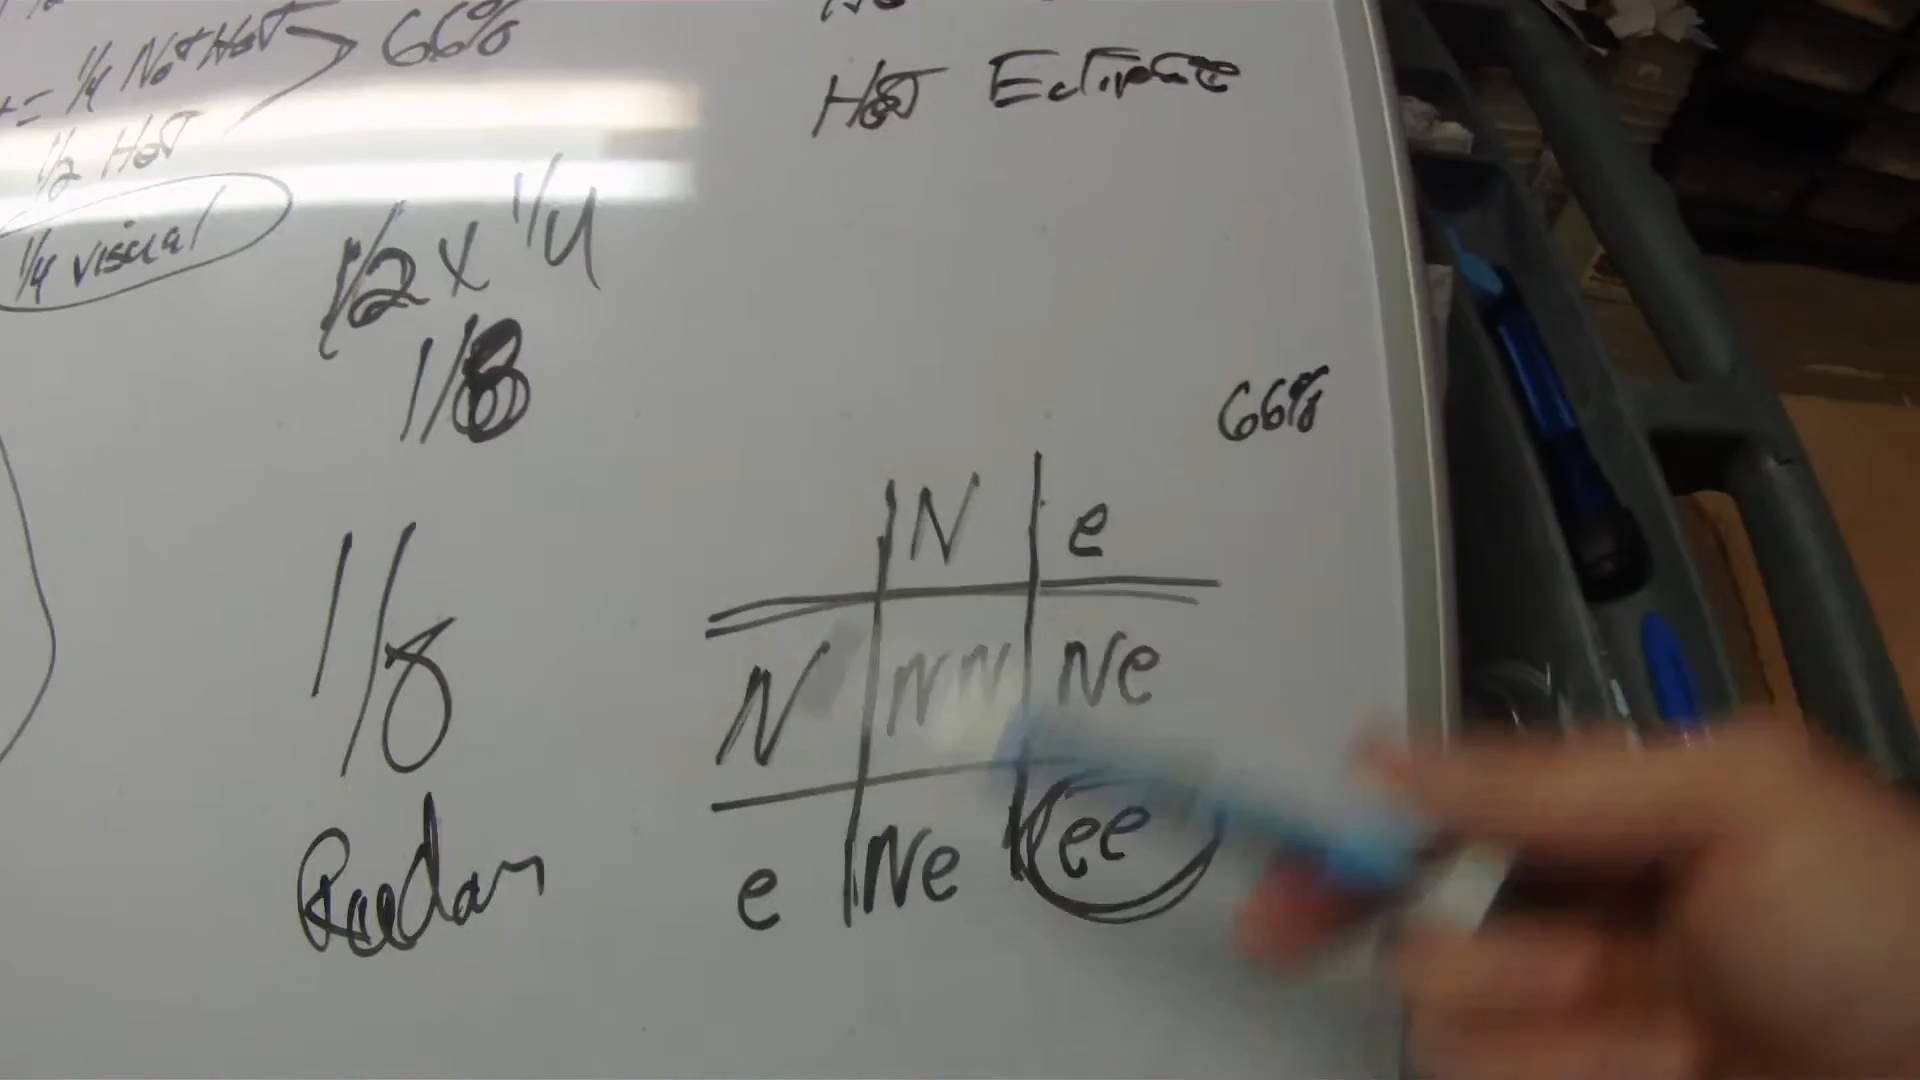 = 1/4 Not Het
66%
1/2 Het
1/4 visual
Het
1/2 x 1/4
1/8
66%
N e
N NN Ne
e Ne ee
1/8